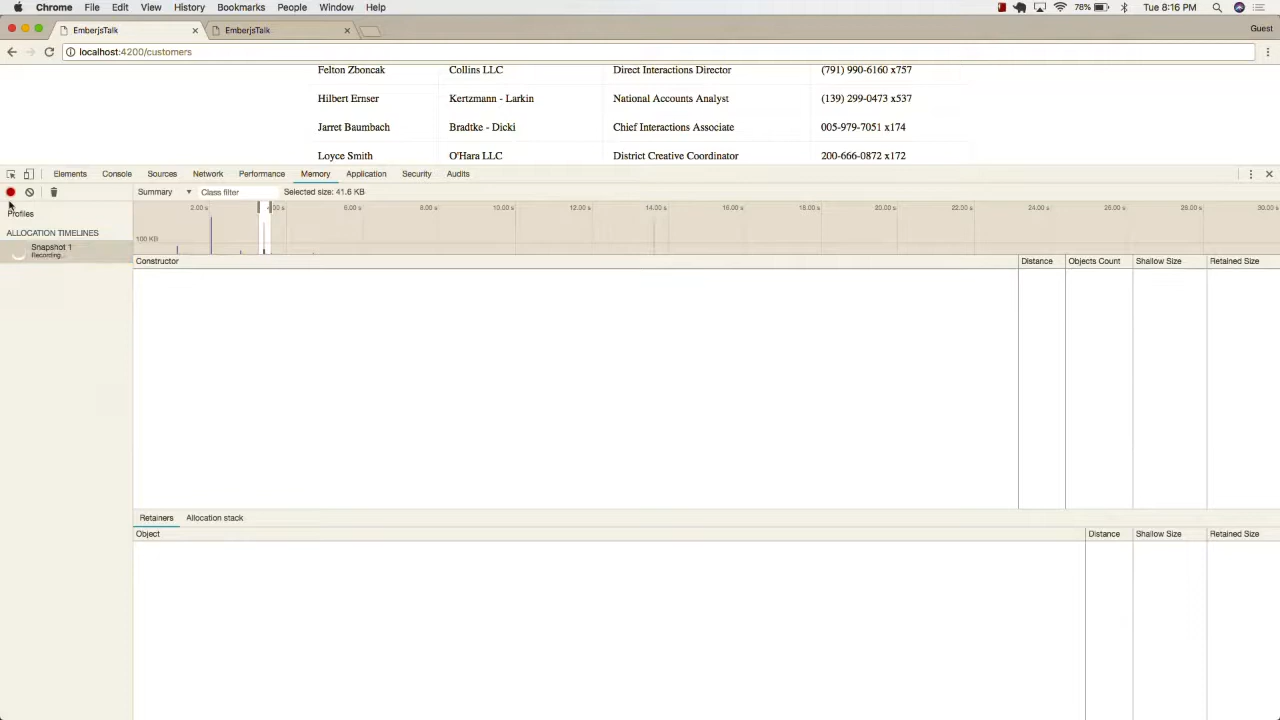 Chrome File Edit View History Bookmarks People Window Help 78% Tue 8:16 PM
EmberjsTalk × EmberjsTalk × Guest
localhost:4200/customers
Felton Zboncak Collins LLC Direct Interactions Director (791) 990-6160 x757
Hilbert Ernser Kertzmann - Larkin National Accounts Analyst (139) 299-0473 x537
Jarret Baumbach Bradtke - Dicki Chief Interactions Associate 005-979-7051 x174
Loyce Smith O'Hara LLC District Creative Coordinator 200-666-0872 x172
Elements Console Sources Network Performance Memory Application Security Audits
Summary ▼ Class filter Selected size: 41.6 KB
Profiles
2.00 s 4.00 s 6.00 s 8.00 s 10.00 s 12.00 s 14.00 s 16.00 s 18.00 s 20.00 s 22.00 s 24.00 s 26.00 s 28.00 s 30.00 s
ALLOCATION TIMELINES
100 KB
Snapshot 1
Recording...
Constructor Distance Objects Count Shallow Size Retained Size
Retainers Allocation stack
Object Distance Shallow Size Retained Size